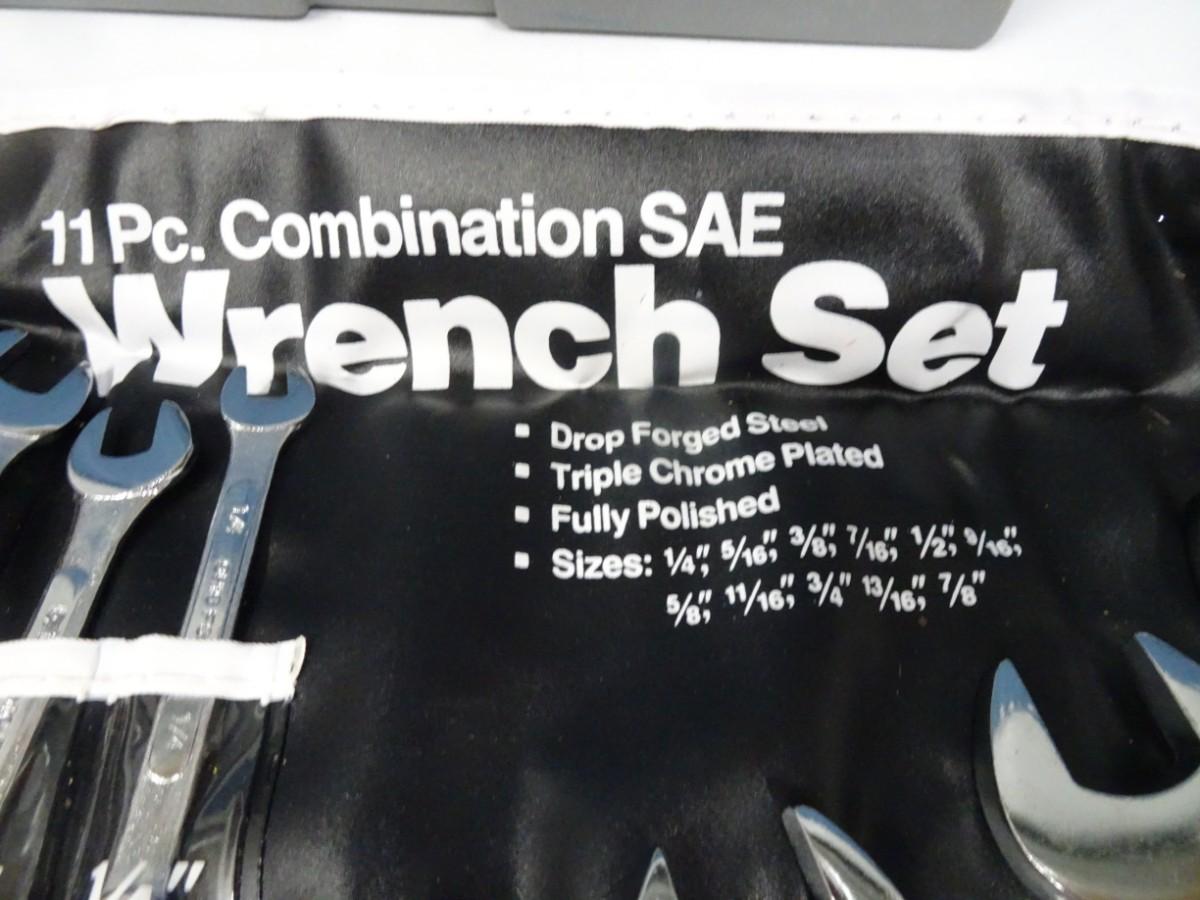 11 Pc. Combination SAE
Wrench Set
▪ Drop Forged Steel
▪ Triple Chrome Plated
▪ Fully Polished
▪ Sizes: 1/4", 5/16", 3/8", 7/16", 1/2", 9/16",
5/8", 11/16", 3/4" 13/16", 7/8"
1/4
1/4